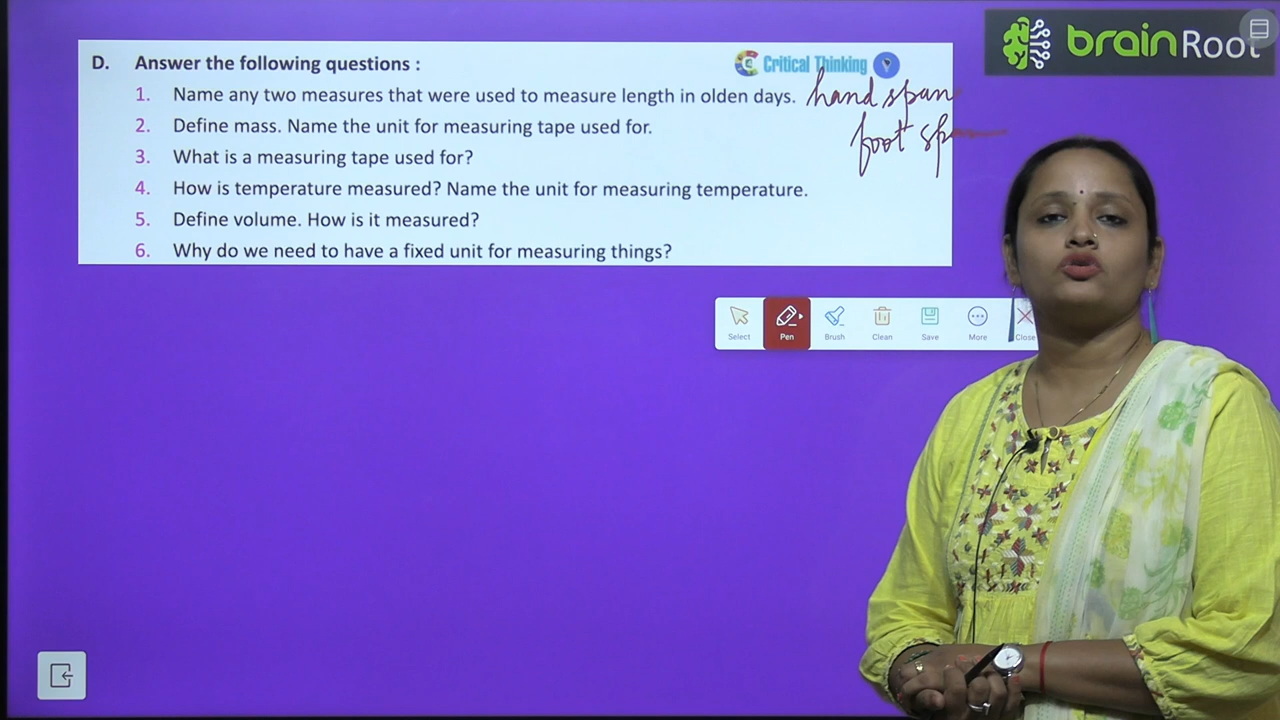 brainRoot
D. Answer the following questions :
Critical Thinking
1. Name any two measures that were used to measure length in olden days. hand span
2. Define mass. Name the unit for measuring tape used for. foot
3. What is a measuring tape used for?
4. How is temperature measured? Name the unit for measuring temperature.
5. Define volume. How is it measured?
6. Why do we need to have a fixed unit for measuring things?
Select Pen Brush Clean Save More Close